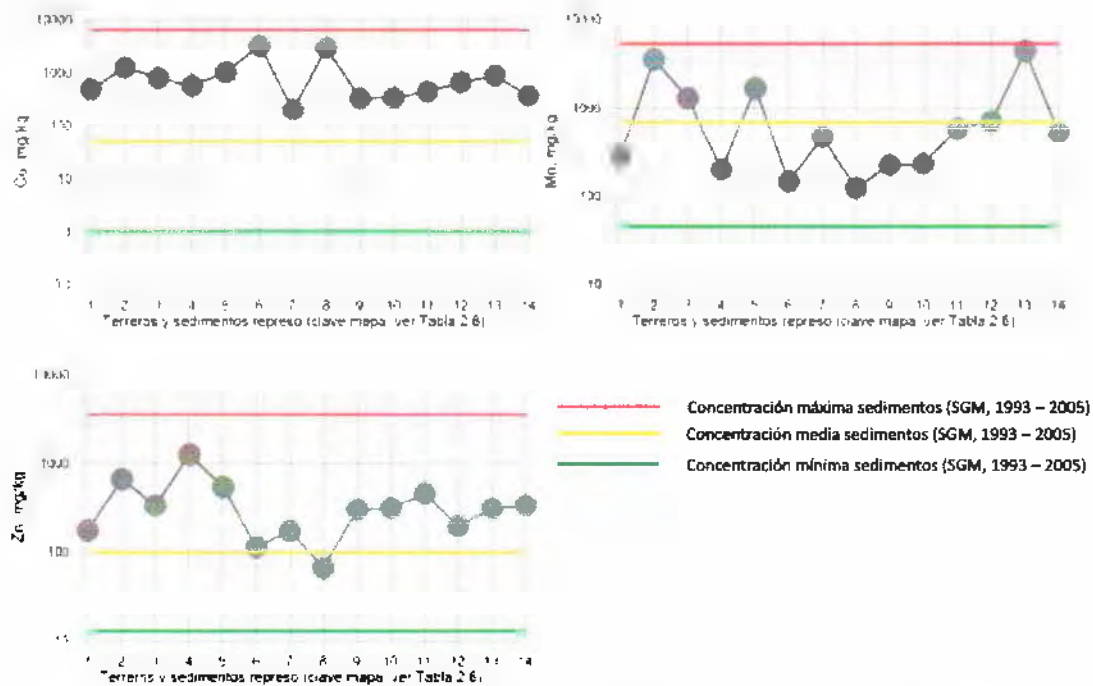 10000
1000
100
10
1
Cu, mg/kg
1 2 3 4 5 6 7 8 9 10 11 12 13 14
Terreros y sedimentos represo (clave mapa ver Tabla 2.6)
10000
1000
100
10
Mn, mg/kg
1 2 3 4 5 6 7 8 9 10 11 12 13 14
Terreros y sedimentos represo (clave mapa ver Tabla 2.6)
10000
1000
100
10
Zn, mg/kg
1 2 3 4 5 6 7 8 9 10 11 12 13 14
Terreros y sedimentos represo (clave mapa ver Tabla 2.6)
Concentración máxima sedimentos (SGM, 1993 – 2005)
Concentración media sedimentos (SGM, 1993 – 2005)
Concentración mínima sedimentos (SGM, 1993 – 2005)